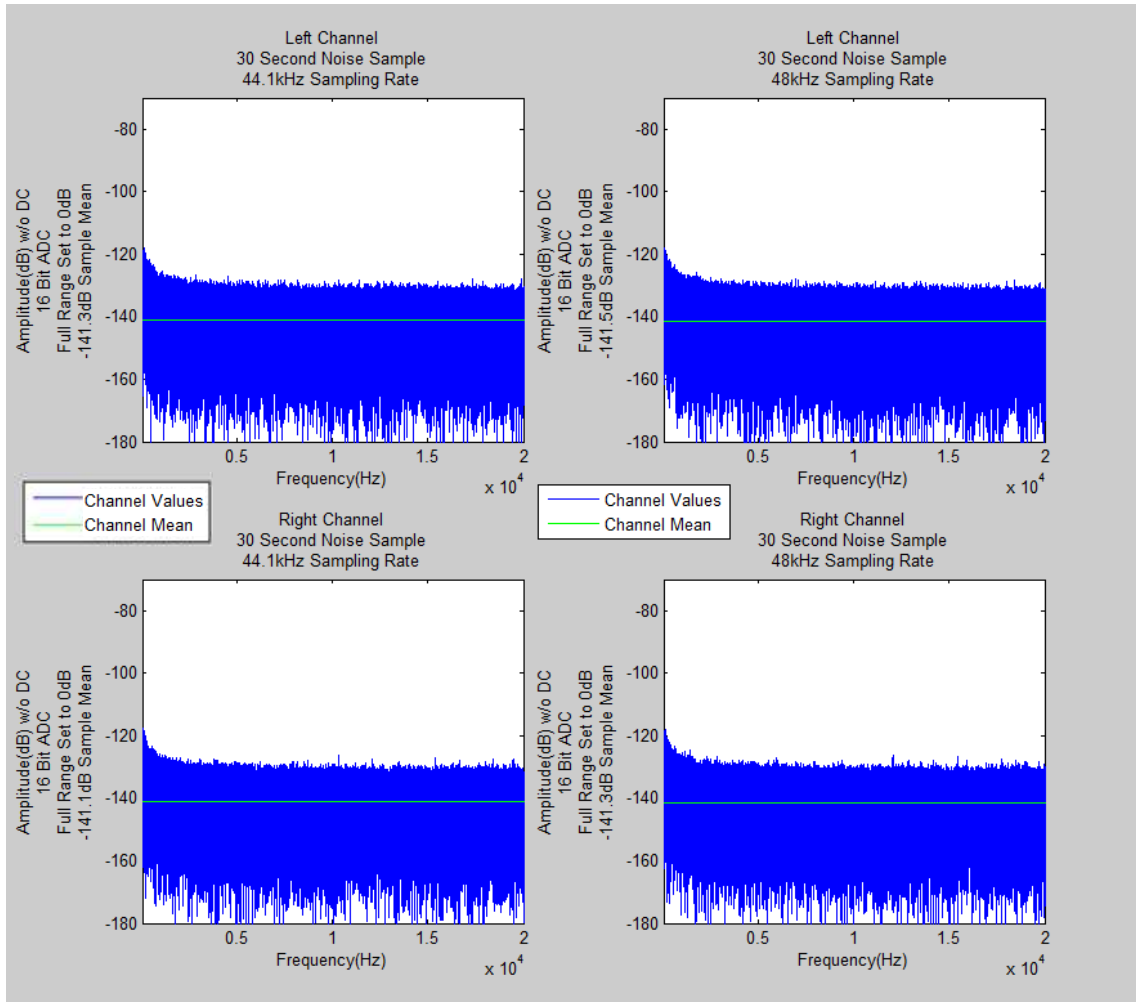 Left Channel
30 Second Noise Sample
44.1kHz Sampling Rate
Amplitude(dB) w/o DC
16 Bit ADC
Full Range Set to 0dB
-141.3dB Sample Mean
-80
-100
-120
-140
-160
-180
0.5
1
1.5
2
Frequency(Hz)
x 10^4
Left Channel
30 Second Noise Sample
48kHz Sampling Rate
Amplitude(dB) w/o DC
16 Bit ADC
Full Range Set to 0dB
-141.5dB Sample Mean
-80
-100
-120
-140
-160
-180
0.5
1
1.5
2
Frequency(Hz)
x 10^4
Channel Values
Channel Mean
Channel Values
Channel Mean
Right Channel
30 Second Noise Sample
44.1kHz Sampling Rate
Amplitude(dB) w/o DC
16 Bit ADC
Full Range Set to 0dB
-141.1dB Sample Mean
-80
-100
-120
-140
-160
-180
0.5
1
1.5
2
Frequency(Hz)
x 10^4
Right Channel
30 Second Noise Sample
48kHz Sampling Rate
Amplitude(dB) w/o DC
16 Bit ADC
Full Range Set to 0dB
-141.3dB Sample Mean
-80
-100
-120
-140
-160
-180
0.5
1
1.5
2
Frequency(Hz)
x 10^4